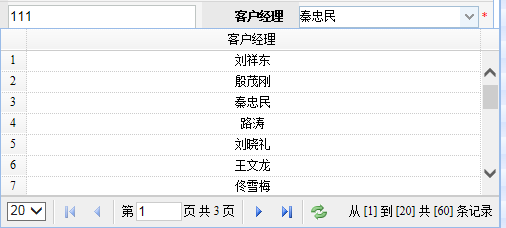 111 客户经理 秦忠民 *
客户经理
1 刘祥东
2 殷茂刚
3 秦忠民
4 路涛
5 刘晓礼
6 王文龙
7 佟雪梅
20 第 1 页 共 3 页 从 [1] 到 [20] 共 [60] 条记录